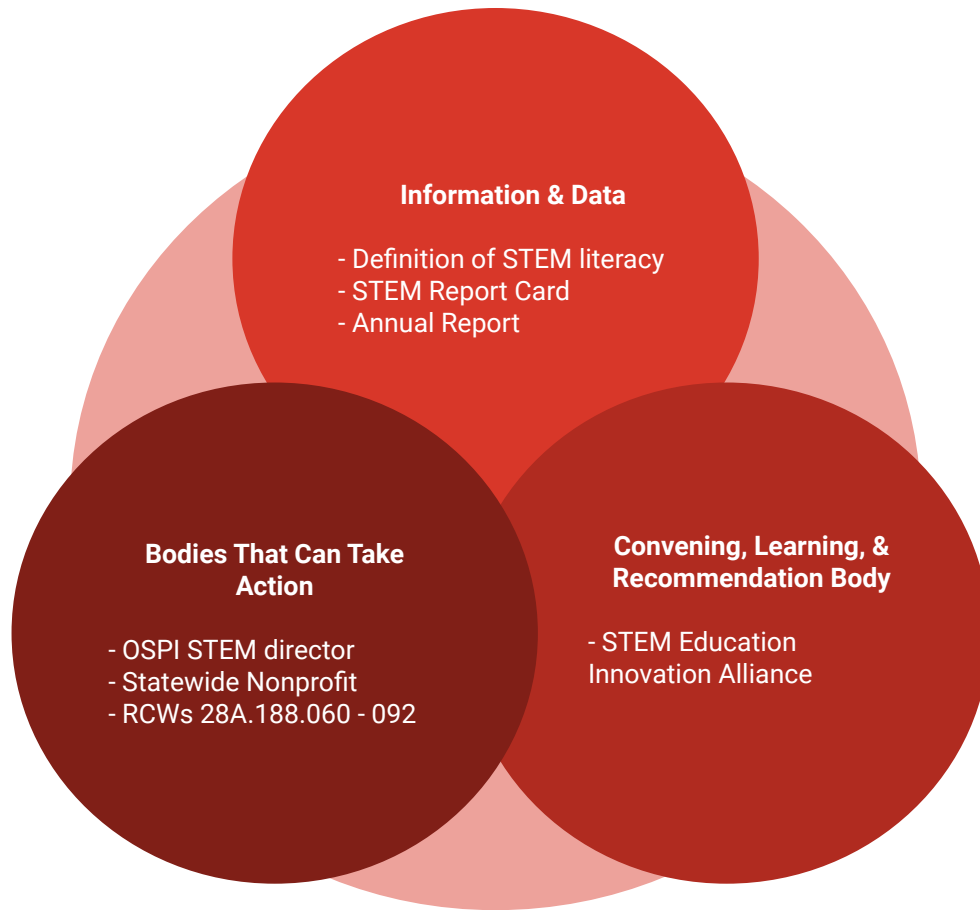 Information & Data
- Definition of STEM literacy
- STEM Report Card
- Annual Report
Bodies That Can Take
Action
- OSPI STEM director
- Statewide Nonprofit
- RCWs 28A.188.060 - 092
Convening, Learning, &
Recommendation Body
- STEM Education
Innovation Alliance